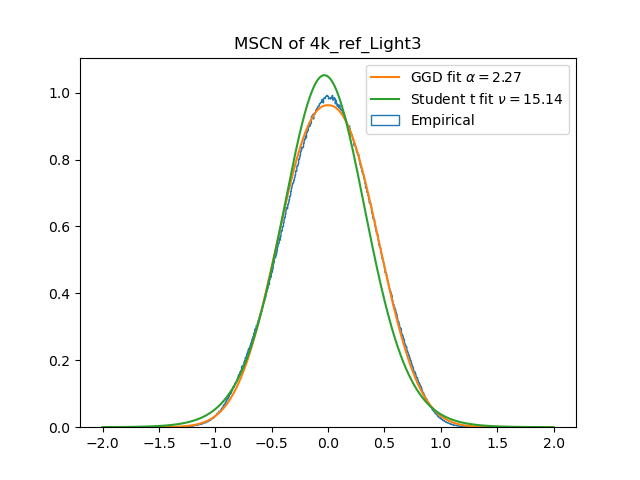 MSCN of 4k_ref_Light3
GGD fit α = 2.27
Student t fit ν = 15.14
Empirical
1.0
0.8
0.6
0.4
0.2
0.0
−2.0 −1.5 −1.0 −0.5 0.0 0.5 1.0 1.5 2.0